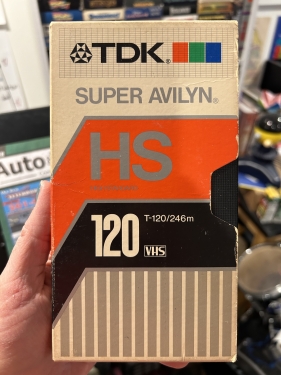 TDK®
SUPER AVILYN®
HS
120
T-120/246m
VHS
Auto